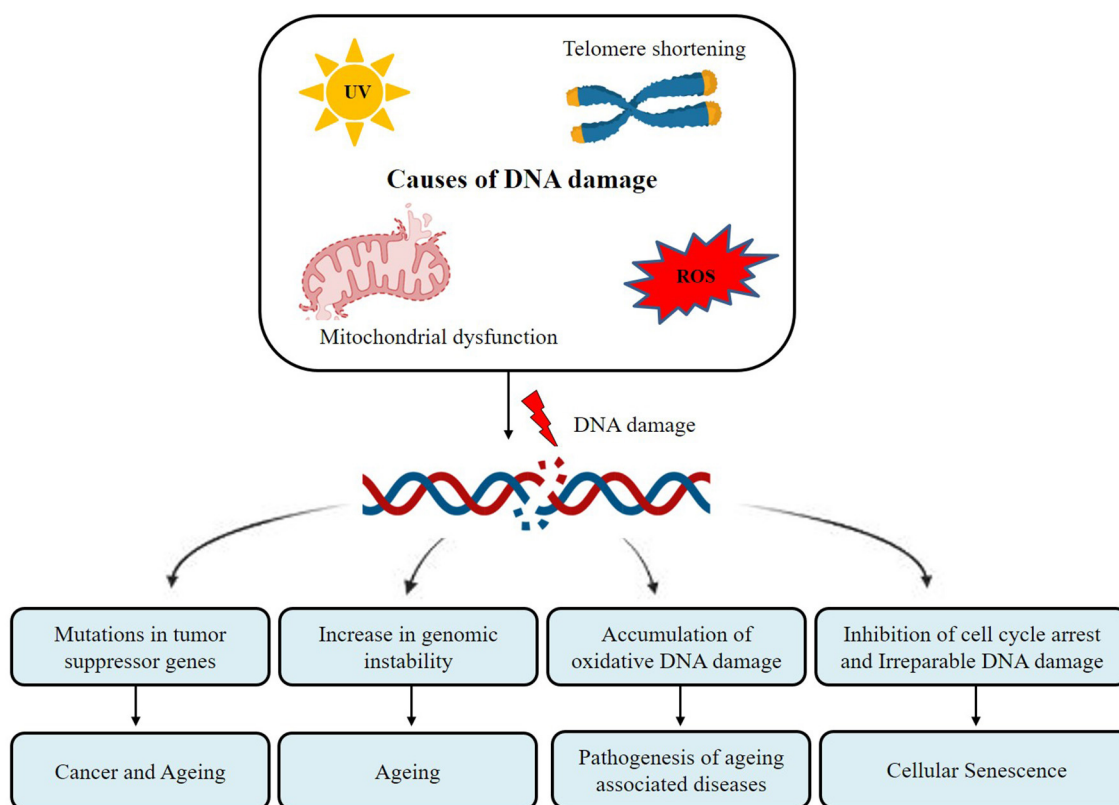 Telomere shortening
UV
Causes of DNA damage
ROS
Mitochondrial dysfunction
DNA damage
Mutations in tumor
suppressor genes
Increase in genomic
instability
Accumulation of
oxidative DNA damage
Inhibition of cell cycle arrest
and Irreparable DNA damage
Cancer and Ageing
Ageing
Pathogenesis of ageing
associated diseases
Cellular Senescence